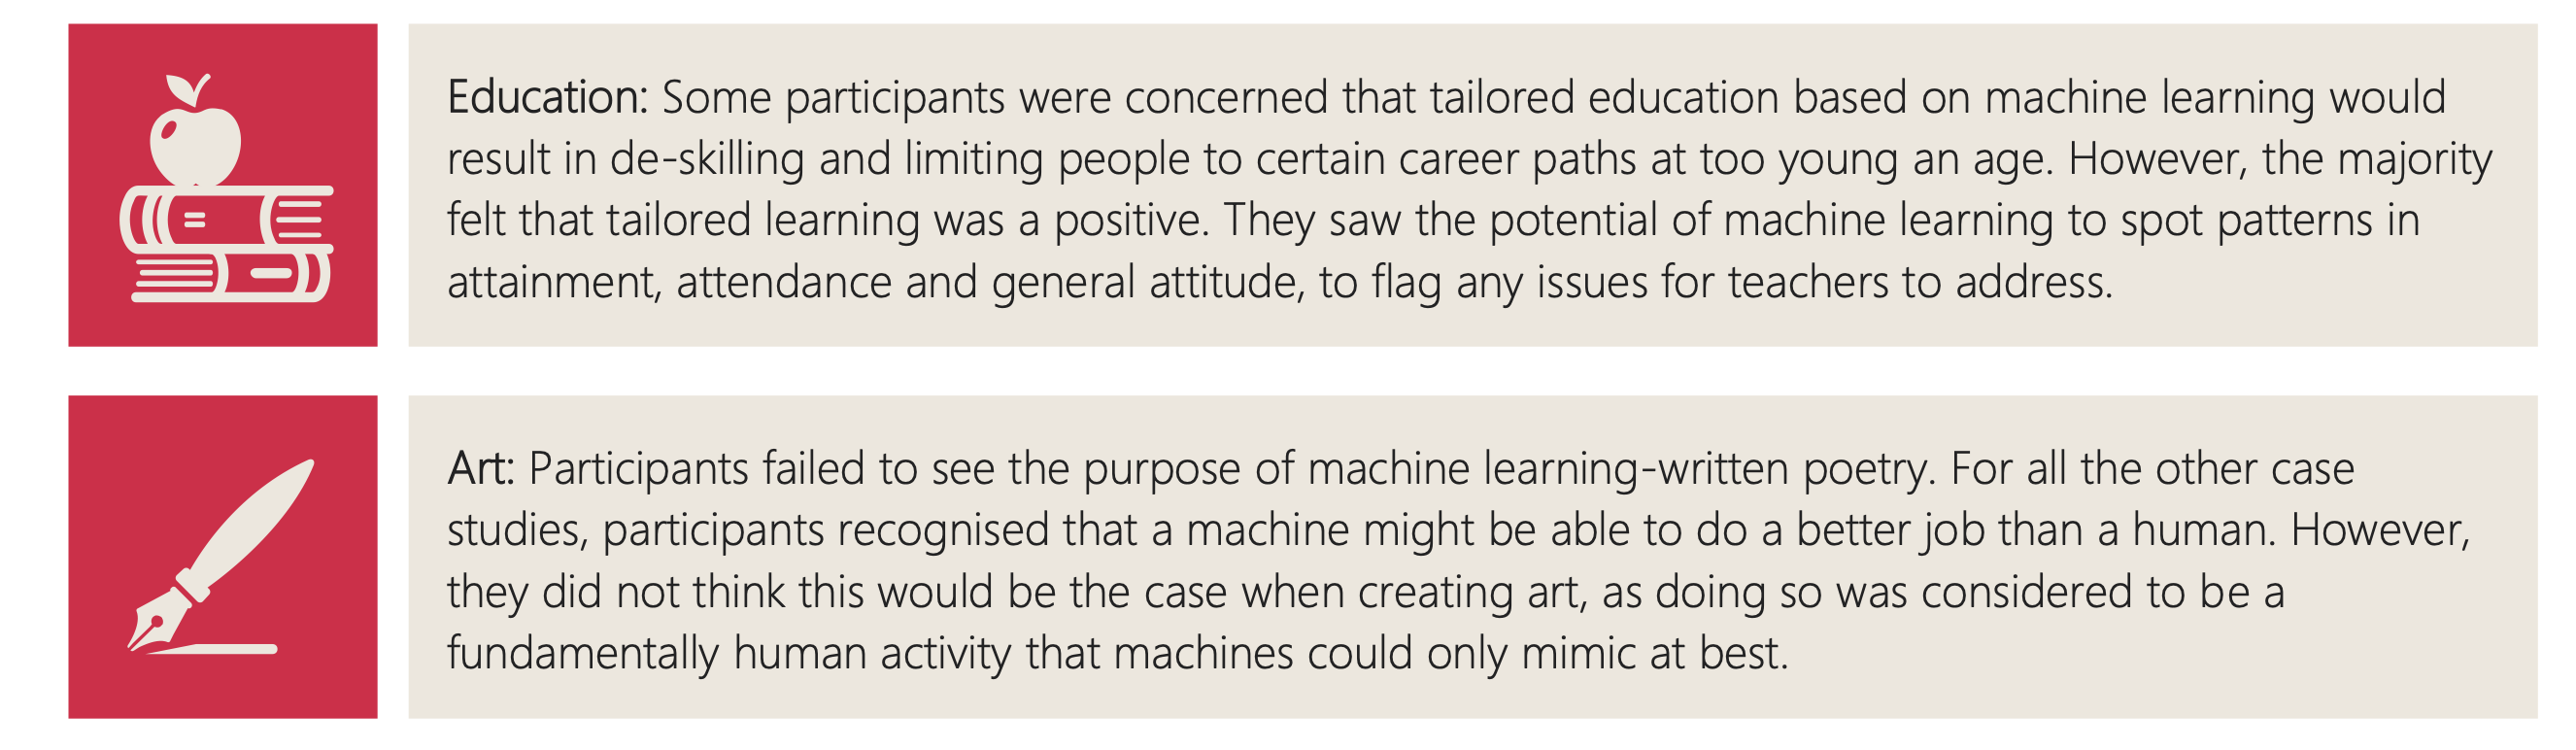 Education: Some participants were concerned that tailored education based on machine learning would
result in de-skilling and limiting people to certain career paths at too young an age. However, the majority
felt that tailored learning was a positive. They saw the potential of machine learning to spot patterns in
attainment, attendance and general attitude, to flag any issues for teachers to address.
Art: Participants failed to see the purpose of machine learning-written poetry. For all the other case
studies, participants recognised that a machine might be able to do a better job than a human. However,
they did not think this would be the case when creating art, as doing so was considered to be a
fundamentally human activity that machines could only mimic at best.